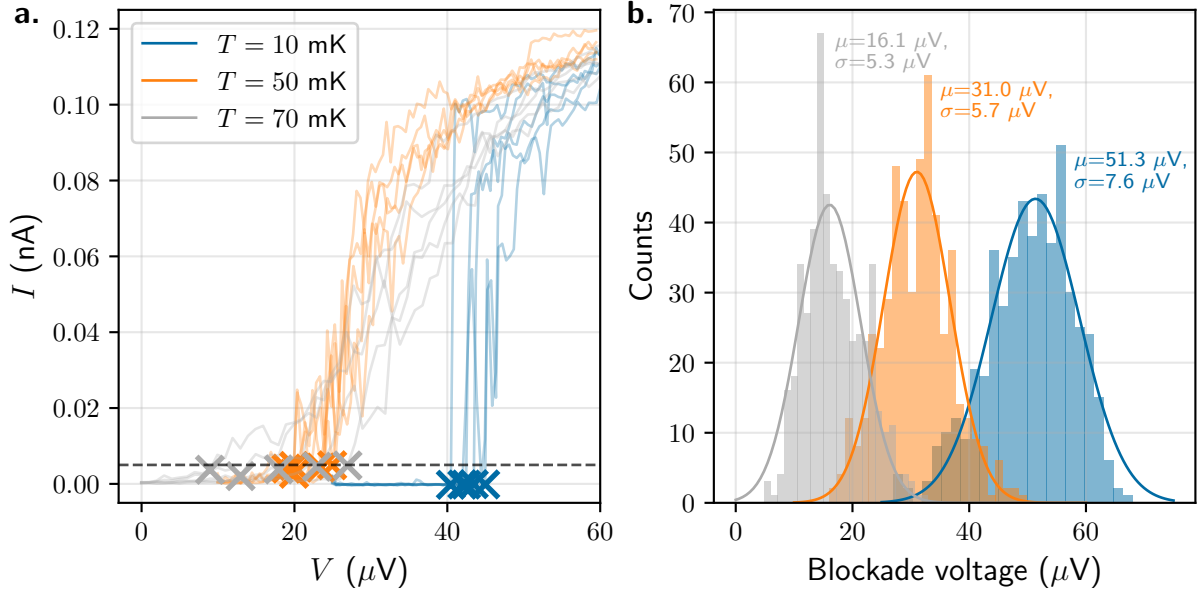 a.
0.12
0.10
0.08
0.06
0.04
0.02
0.00
I (nA)
T = 10 mK
T = 50 mK
T = 70 mK
0
20
40
60
V (μV)
b.
70
60
50
40
30
20
10
0
Counts
μ=16.1 μV,
σ=5.3 μV
μ=31.0 μV,
σ=5.7 μV
μ=51.3 μV,
σ=7.6 μV
0
20
40
60
Blockade voltage (μV)